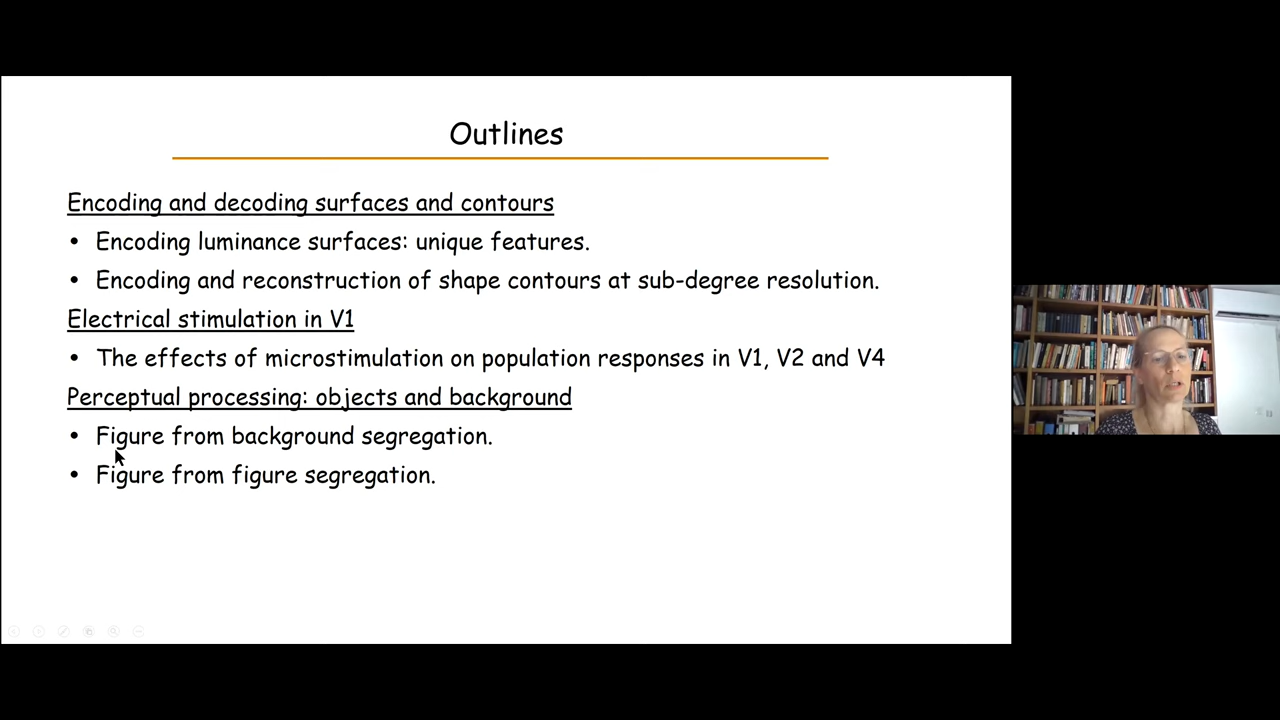 Outlines
Encoding and decoding surfaces and contours
• Encoding luminance surfaces: unique features.
• Encoding and reconstruction of shape contours at sub-degree resolution.
Electrical stimulation in V1
• The effects of microstimulation on population responses in V1, V2 and V4
Perceptual processing: objects and background
• Figure from background segregation.
• Figure from figure segregation.